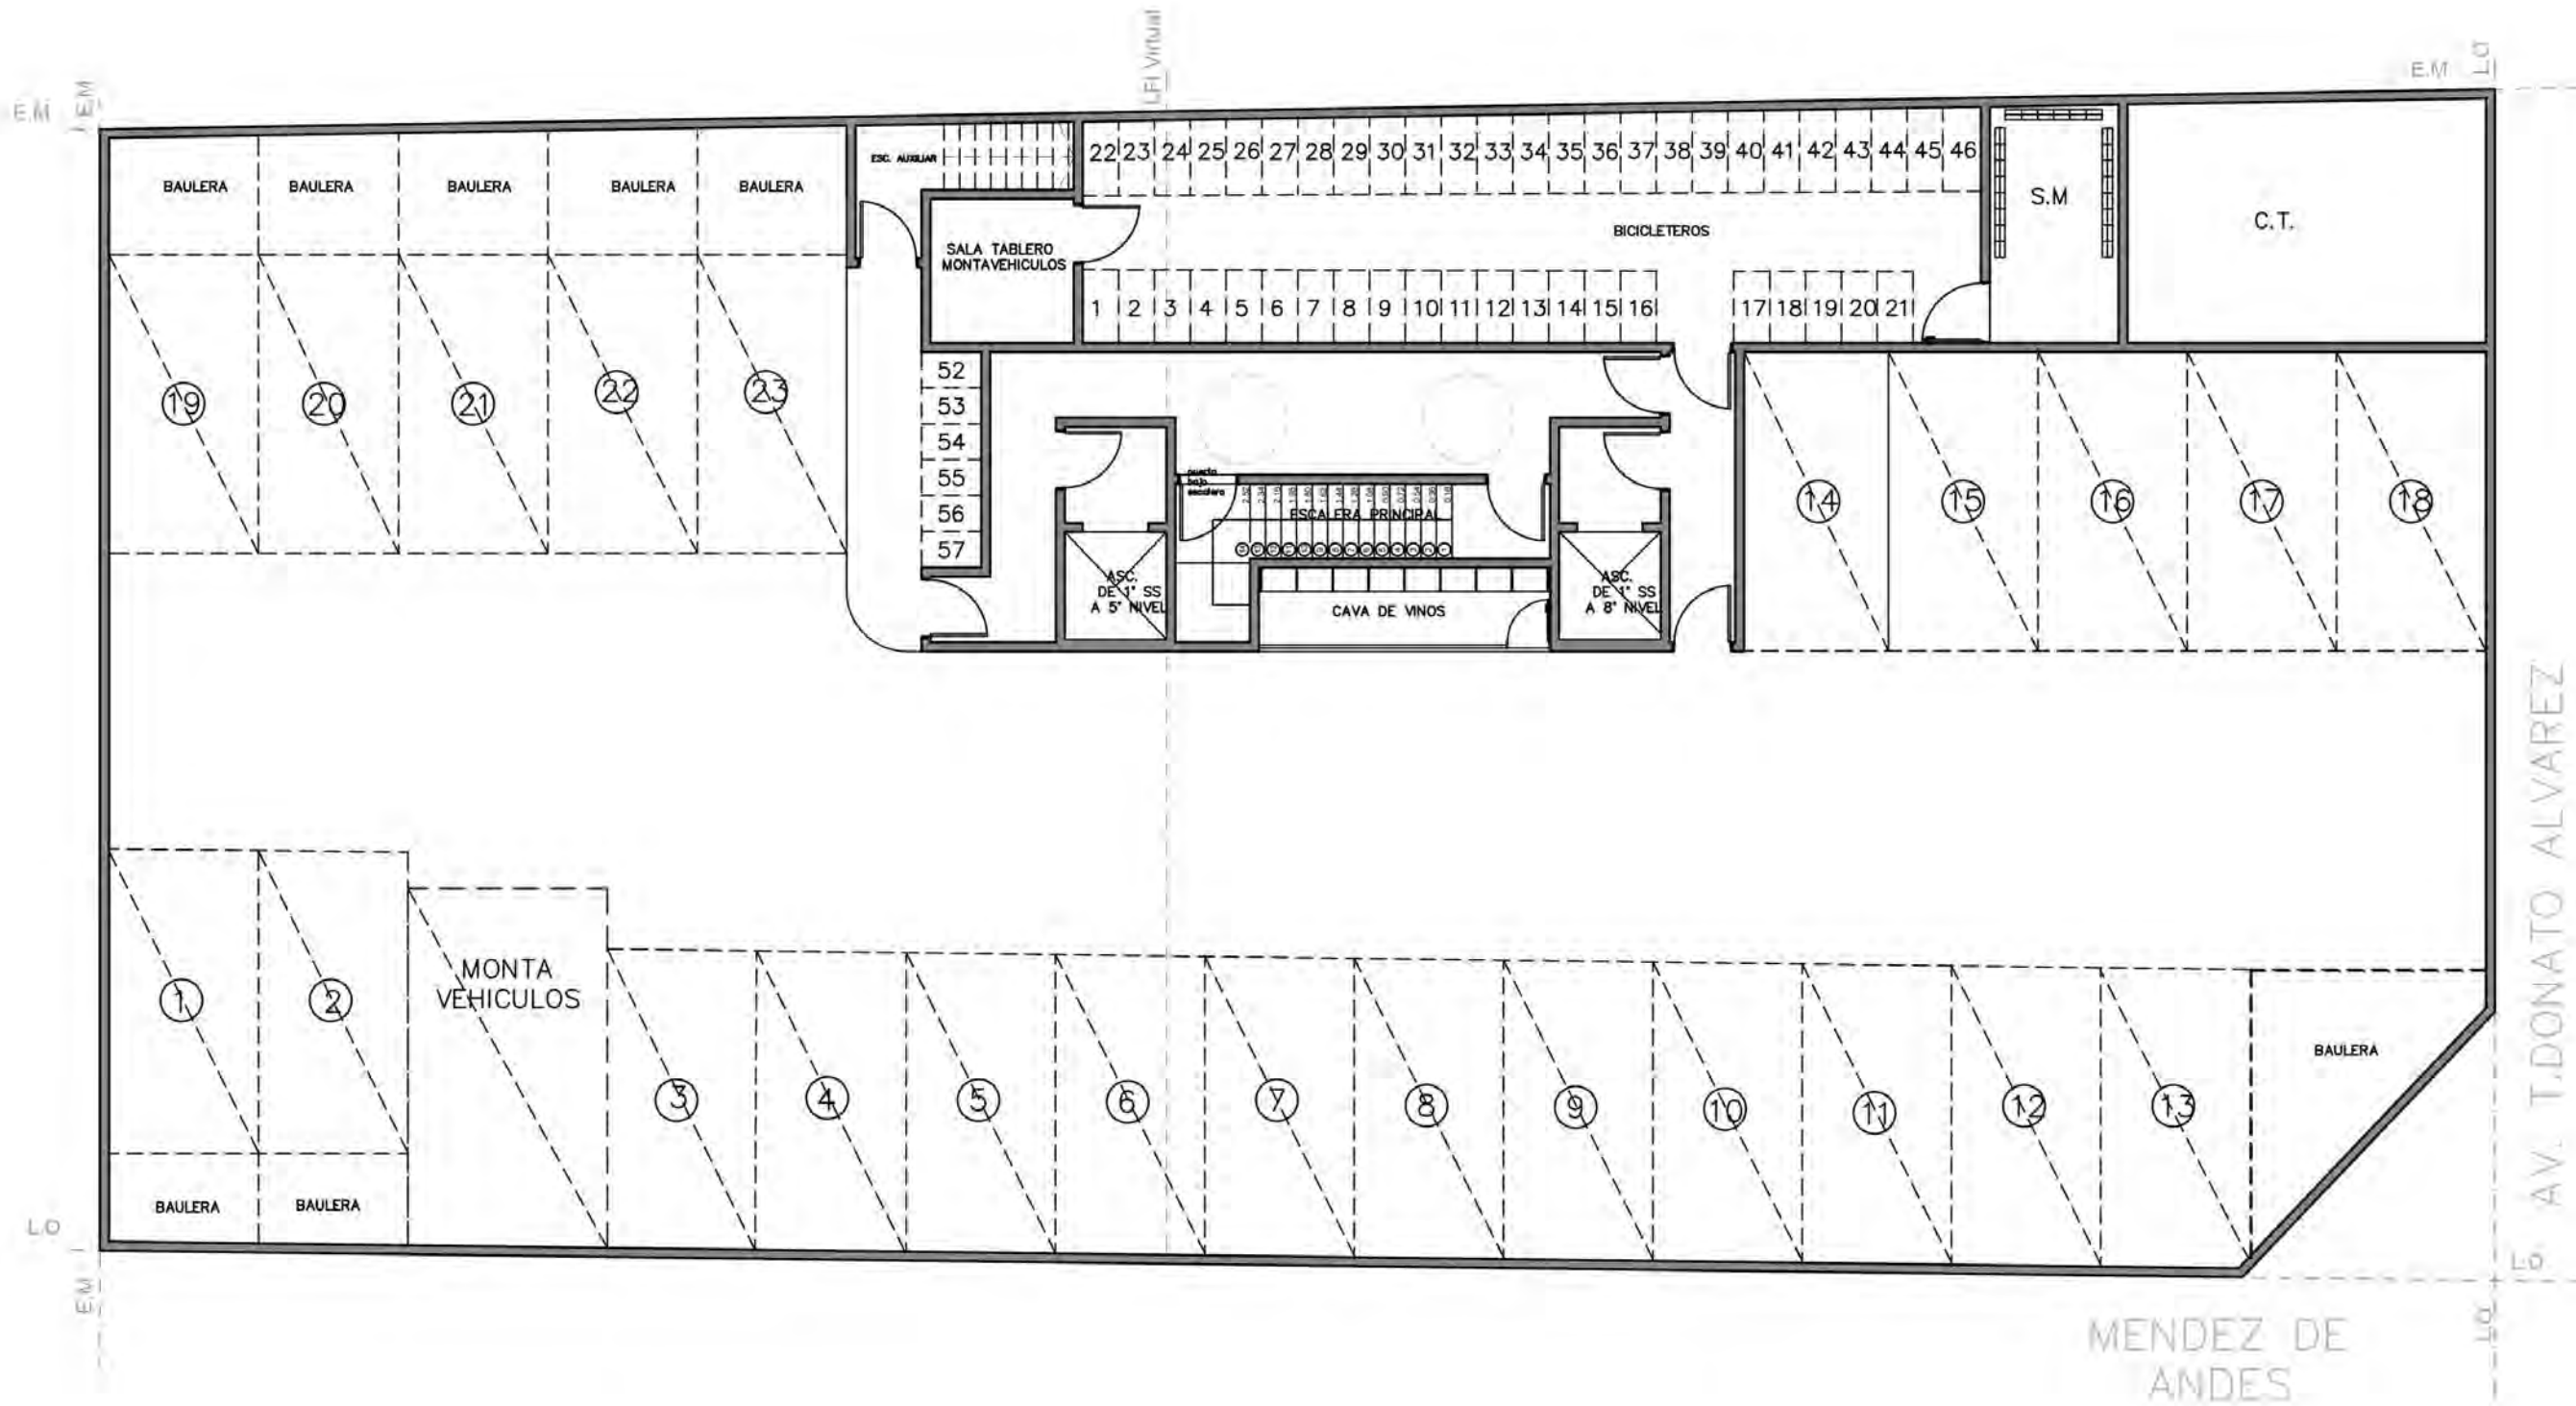 LFI Virtual
E.M
E.M
E.M
L.O
ESC. AUXILIAR
22 23 24 25 26 27 28 29 30 31 32 33 34 35 36 37 38 39 40 41 42 43 44 45 46
BAULERA BAULERA BAULERA BAULERA BAULERA
S.M
C.T.
BICICLETEROS
SALA TABLERO
MONTAVEHICULOS
1 2 3 4 5 6 7 8 9 10 11 12 13 14 15 16 17 18 19 20 21
52
53
54
55
56
57
19 20 21 22 23
14 15 16 17 18
puerta
bajo
escalera
ESCALERA PRINCIPAL
ASC.
DE 1° SS
A 5° NIVEL
CAVA DE VINOS
ASC.
DE 1° SS
A 8° NIVEL
AV. T.DONATO ALVAREZ
1 2
MONTA
VEHICULOS
3 4 5 6 7 8 9 10 11 12 13
BAULERA
BAULERA BAULERA
L.O
E.M
L.O
L.O
MENDEZ DE
ANDES